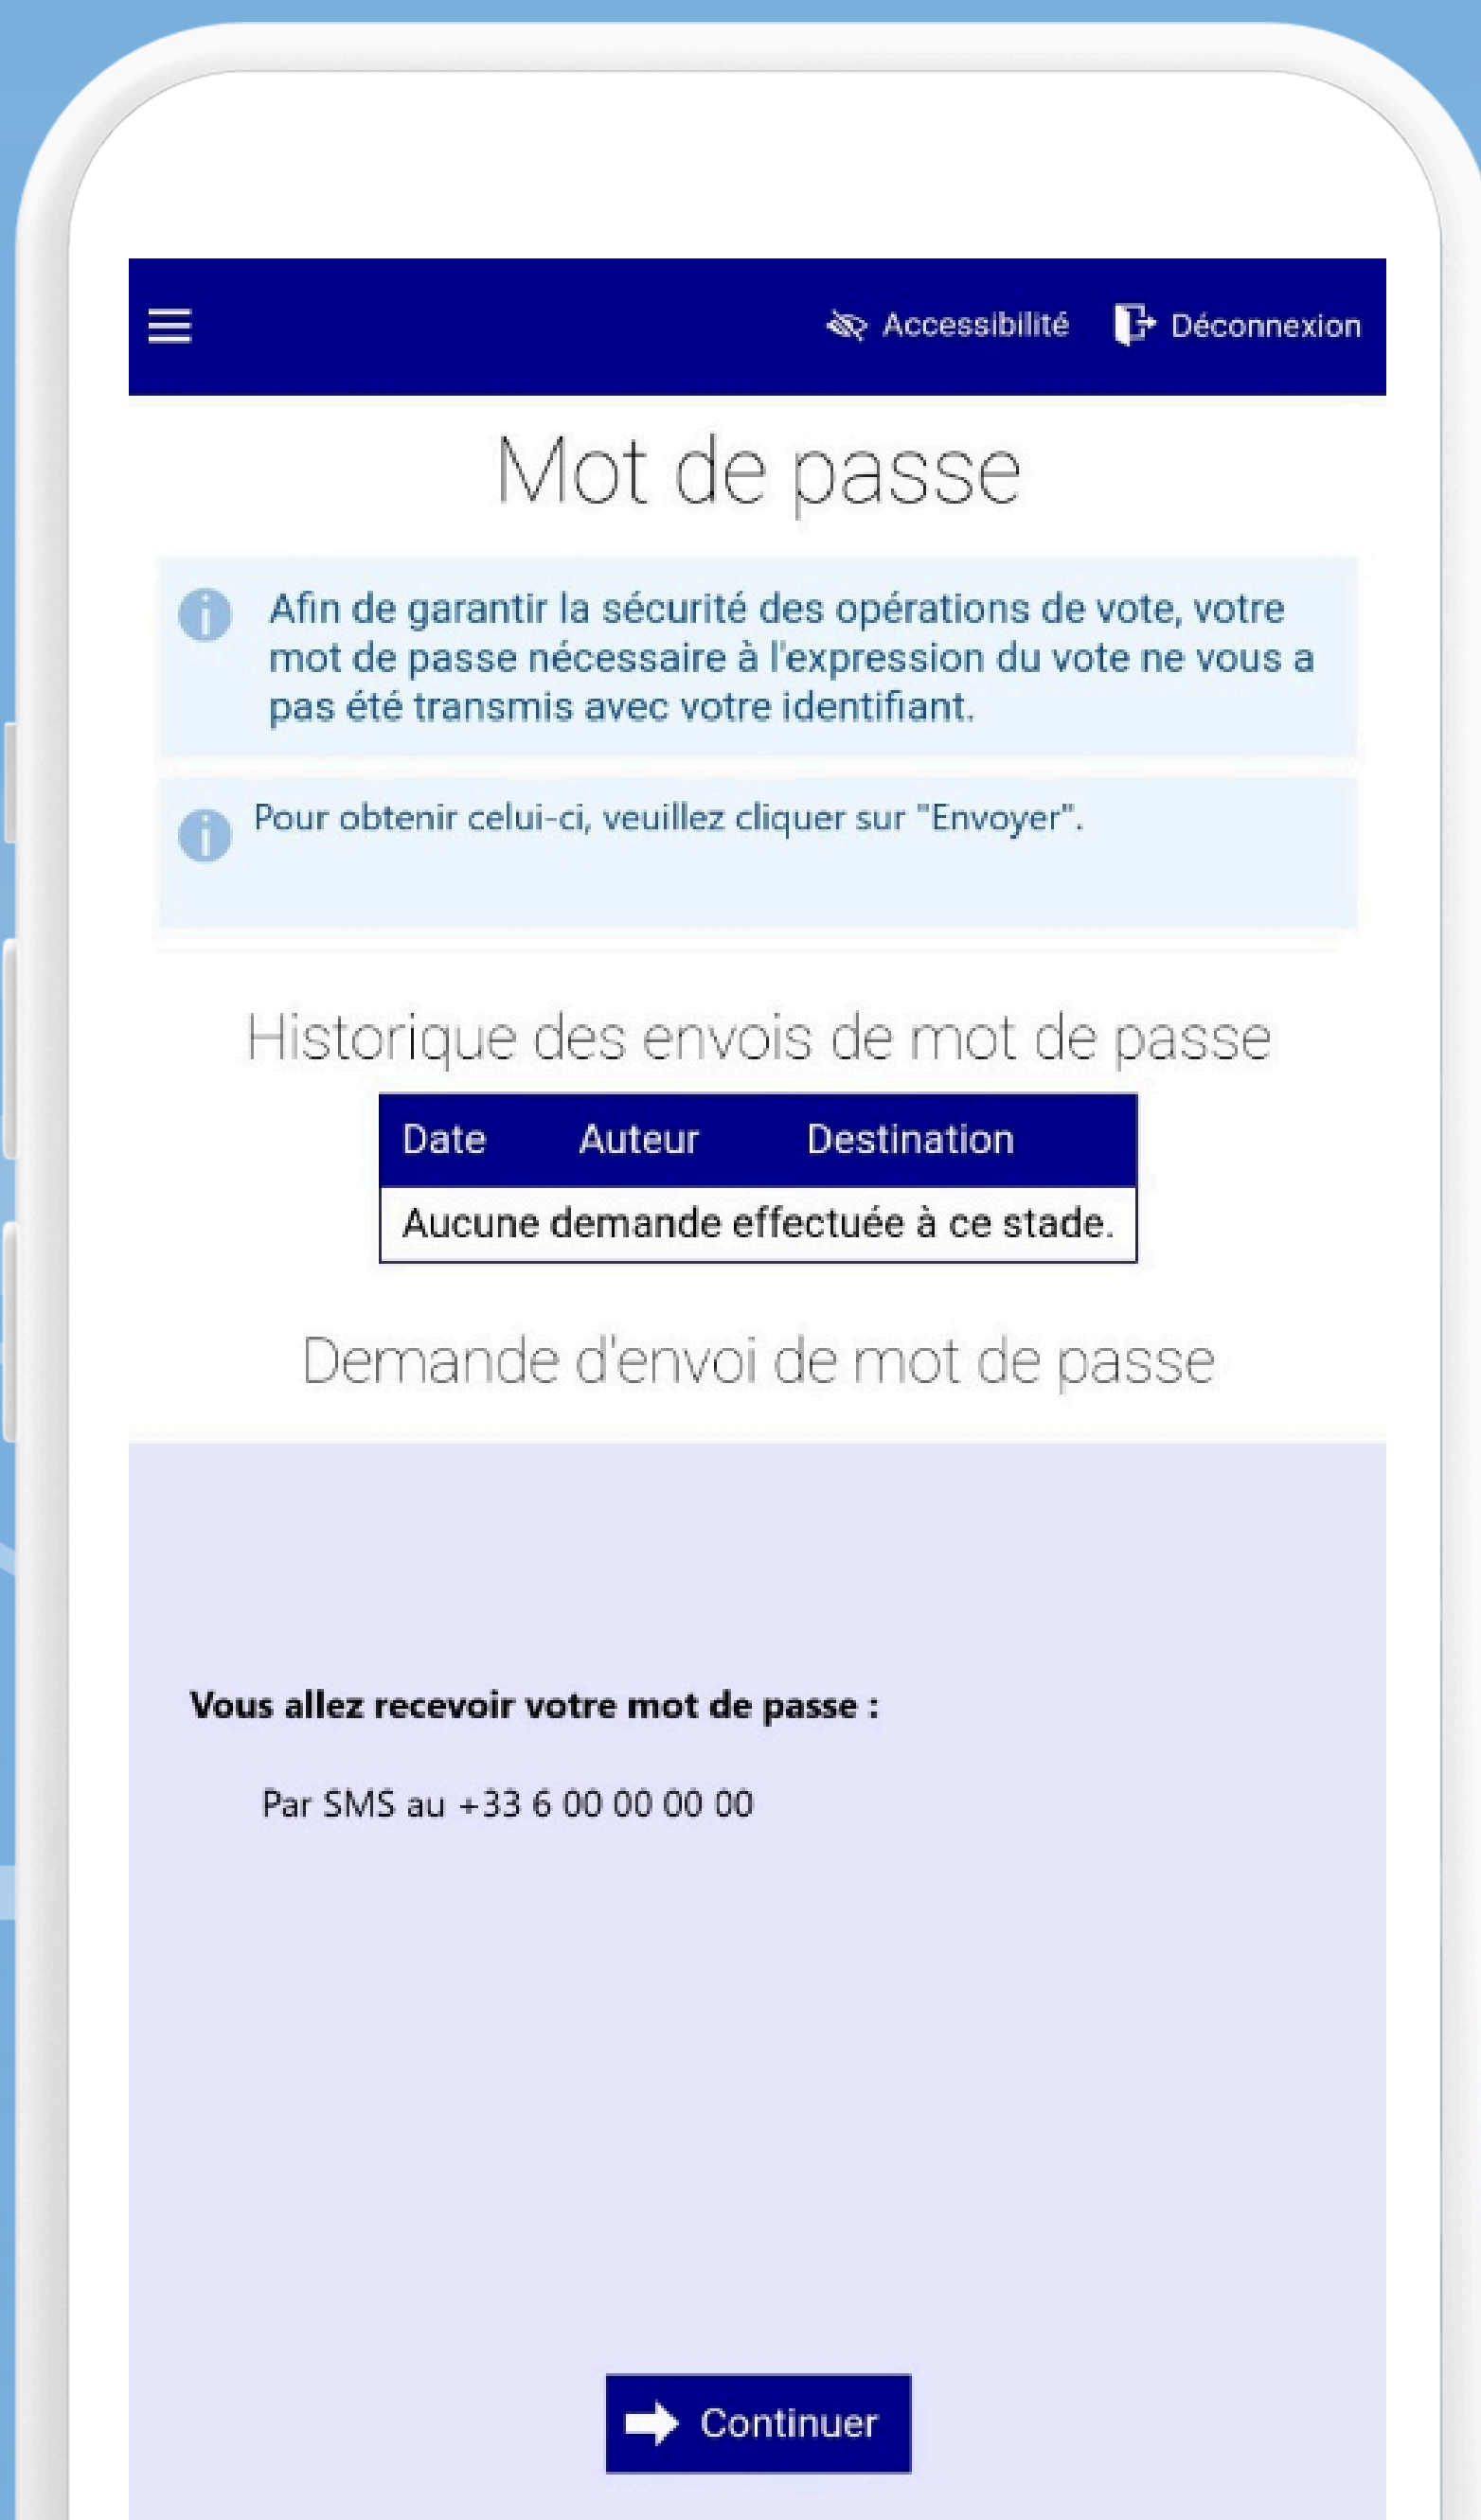 Accessibilité Déconnexion
Mot de passe
Afin de garantir la sécurité des opérations de vote, votre
mot de passe nécessaire à l'expression du vote ne vous a
pas été transmis avec votre identifiant.
Pour obtenir celui-ci, veuillez cliquer sur "Envoyer".
Historique des envois de mot de passe
Date Auteur Destination
Aucune demande effectuée à ce stade.
Demande d'envoi de mot de passe
Vous allez recevoir votre mot de passe :
Par SMS au +33 6 00 00 00 00
Continuer